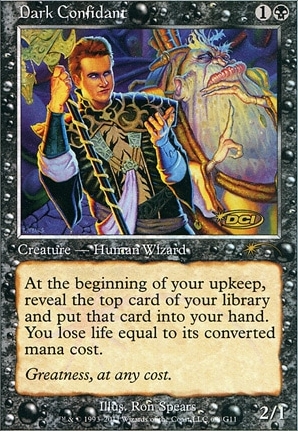 Dark Confidant 1
DCI
Creature — Human Wizard
At the beginning of your upkeep,
reveal the top card of your library
and put that card into your hand.
You lose life equal to its converted
mana cost.
Greatness, at any cost.
Illus. Ron Spears
2/1